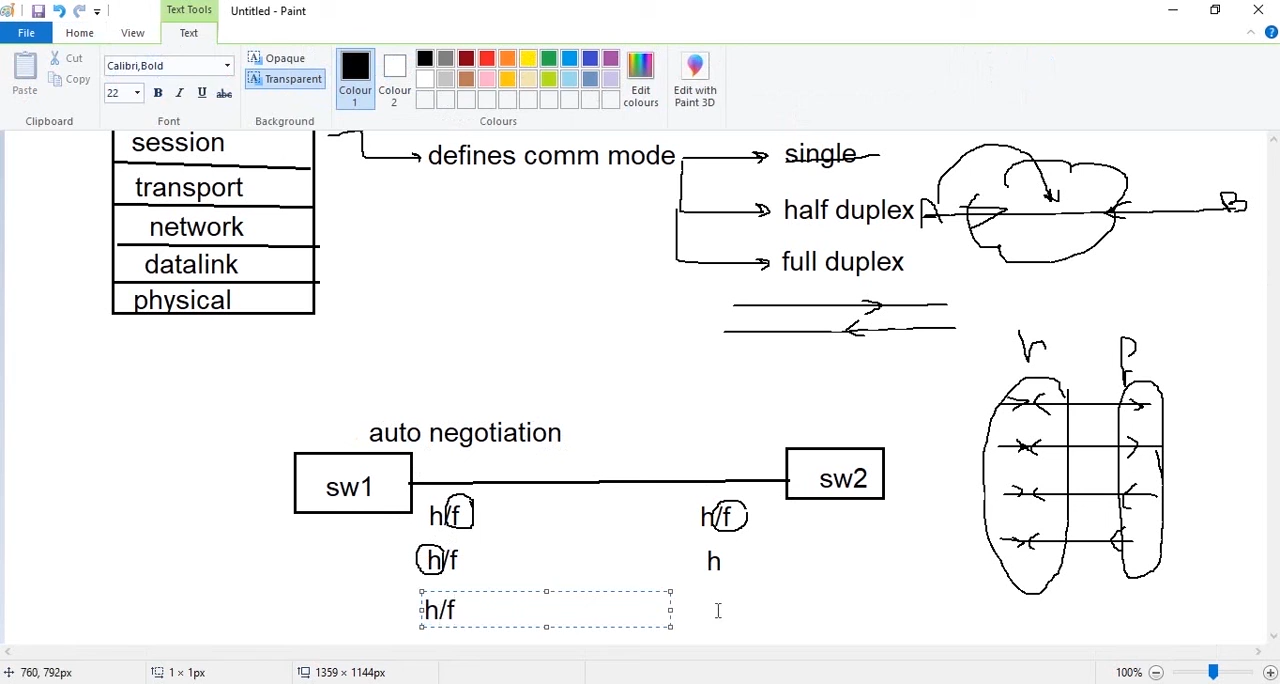 Text Tools
Untitled - Paint
File
Home
View
Text
Paste
Cut
Copy
Calibri,Bold
22
B I U abc
Opaque
Transparent
Colour 1
Colour 2
Edit colours
Edit with Paint 3D
Clipboard
Font
Background
Colours
session
transport
network
datalink
physical
defines comm mode
single
half duplex
full duplex
A
B
auto negotiation
sw1
sw2
h/f
h/f
h/f
h
h/f
760, 792px
1 × 1px
1359 × 1144px
100%